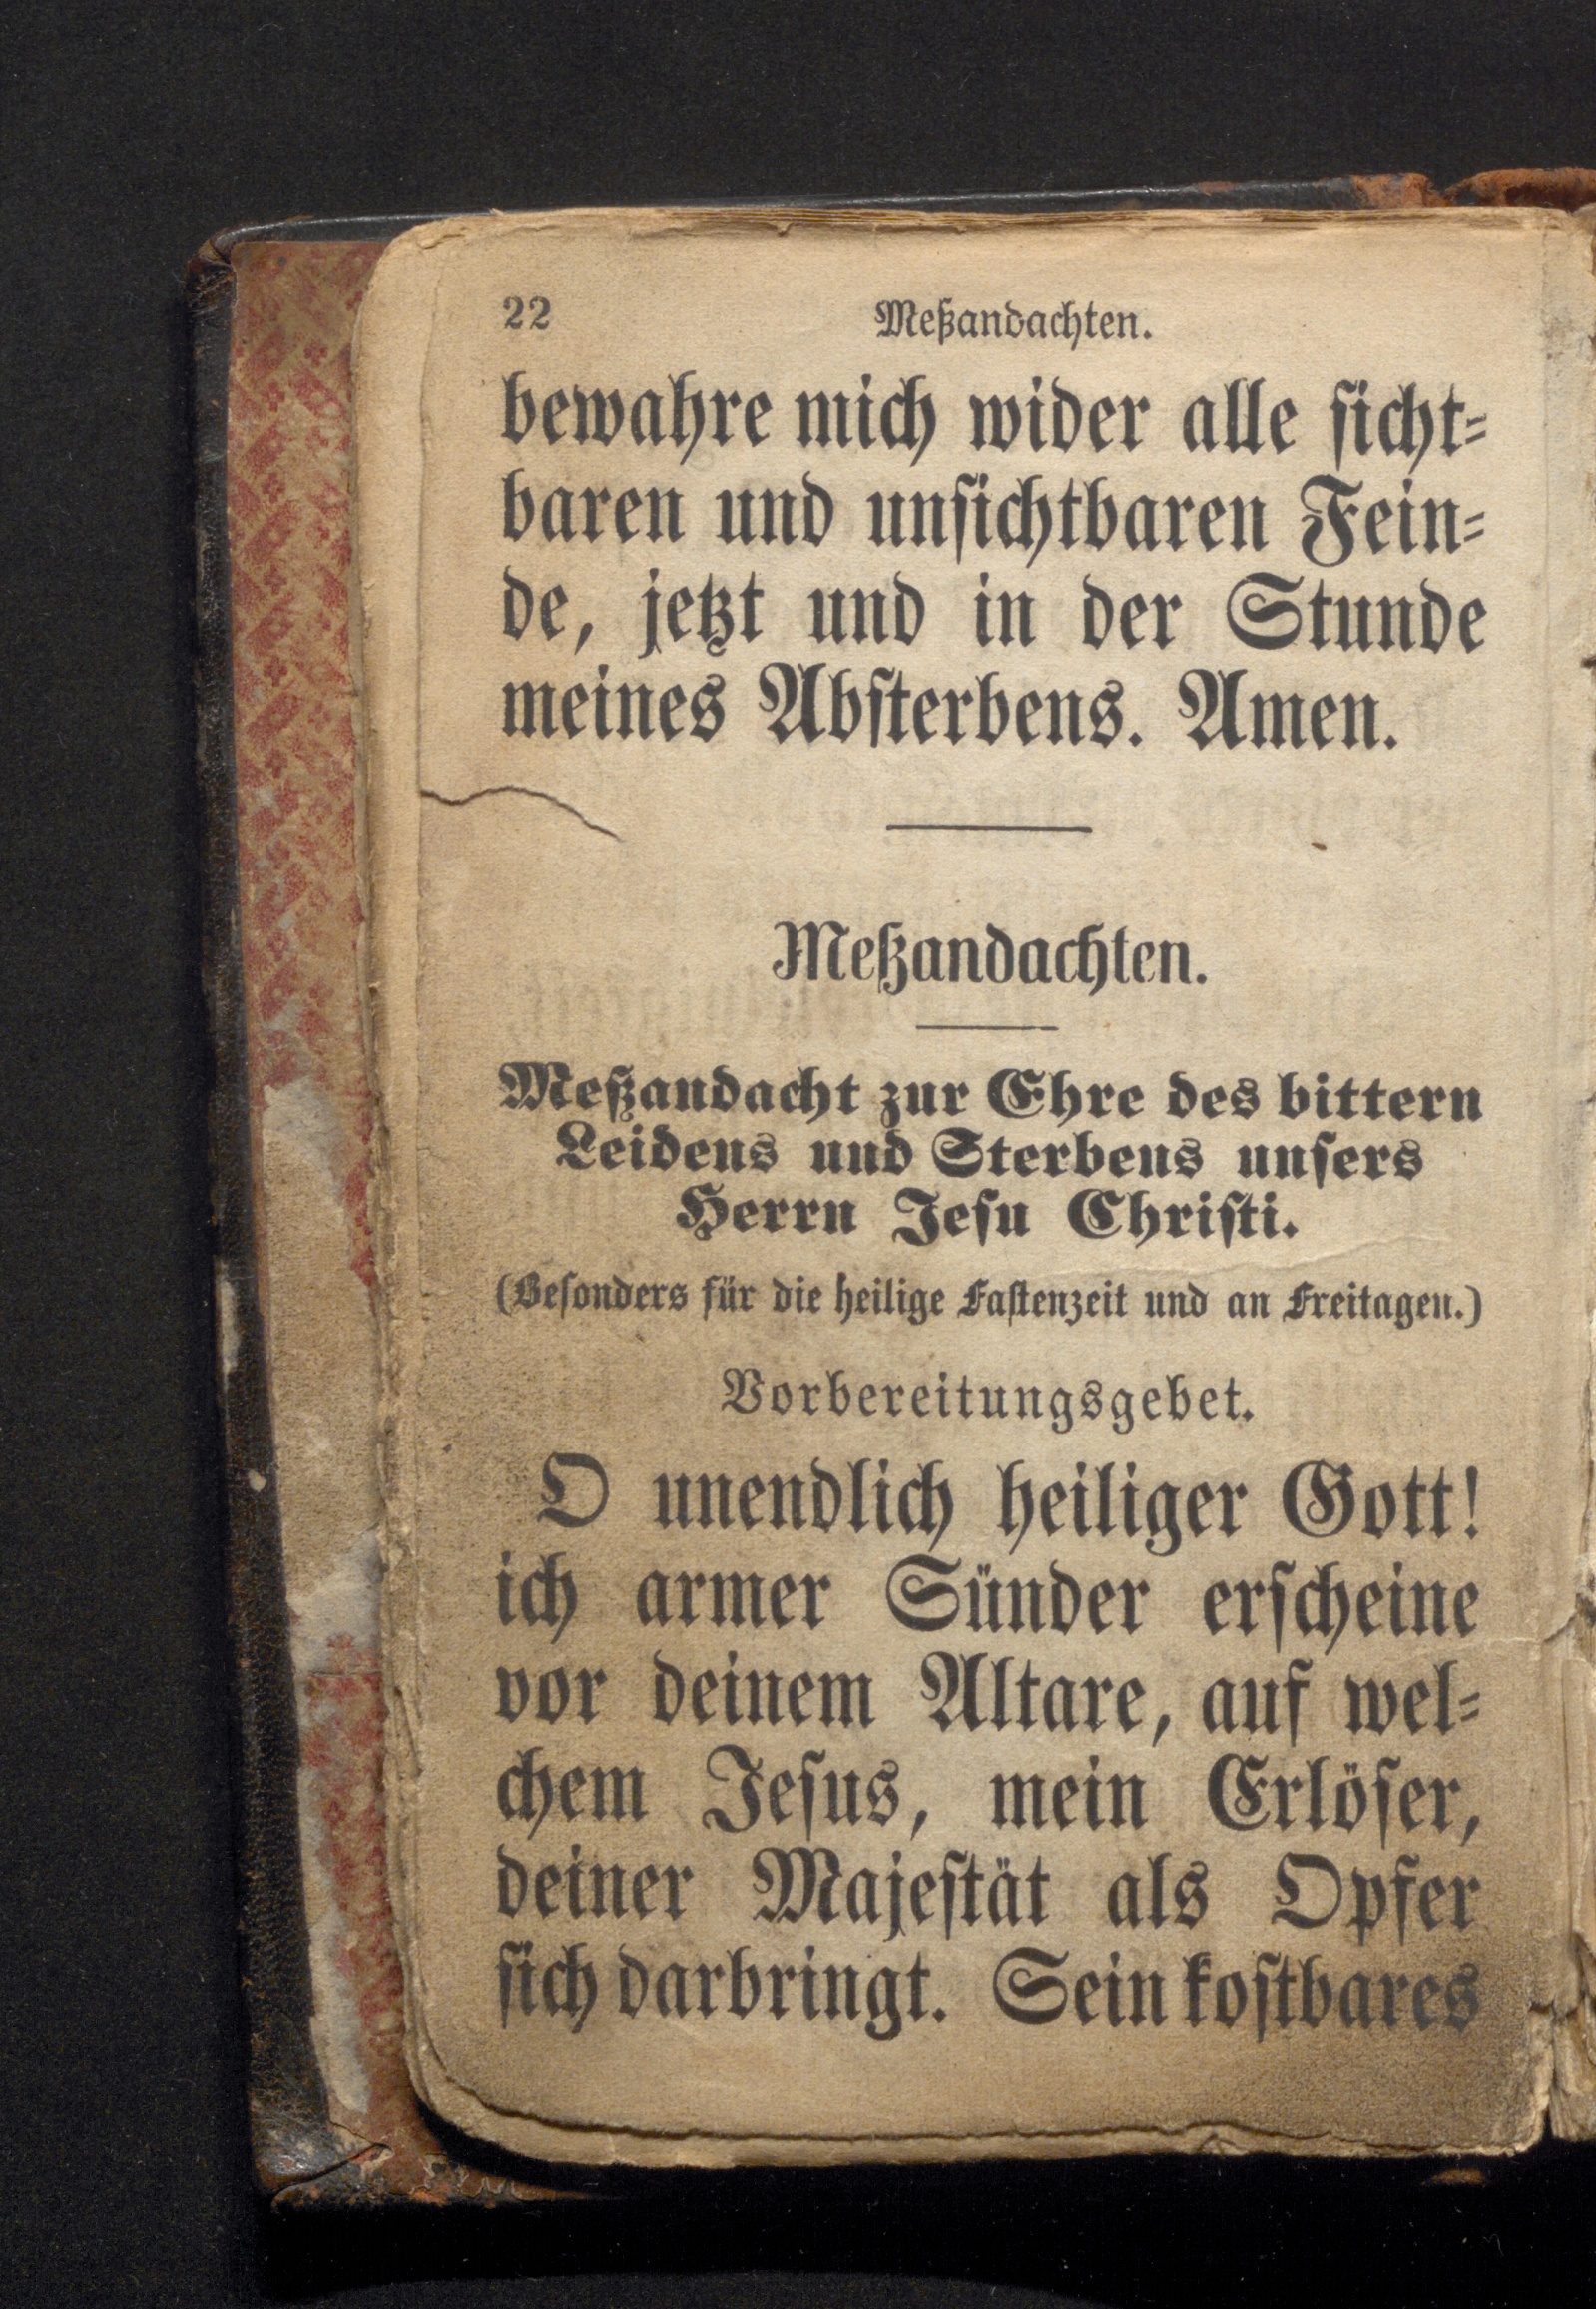 22 Meßandachten.
bewahre mich wider alle ſicht⸗
baren und unſichtbaren Fein⸗
de, jetzt und in der Stunde
meines Abſterbens. Amen.
Meßandachten.
Meßandacht zur Ehre des bittern
Leidens und Sterbens unſers
Herrn Jeſu Chriſti.
(Beſonders für die heilige Faſtenzeit und an Freitagen.)
Vorbereitungsgebet.
O unendlich heiliger Gott!
ich armer Sünder erſcheine
vor deinem Altare, auf wel⸗
chem Jeſus, mein Erlöſer,
deiner Majeſtät als Opfer
ſich darbringt. Sein koſtbares